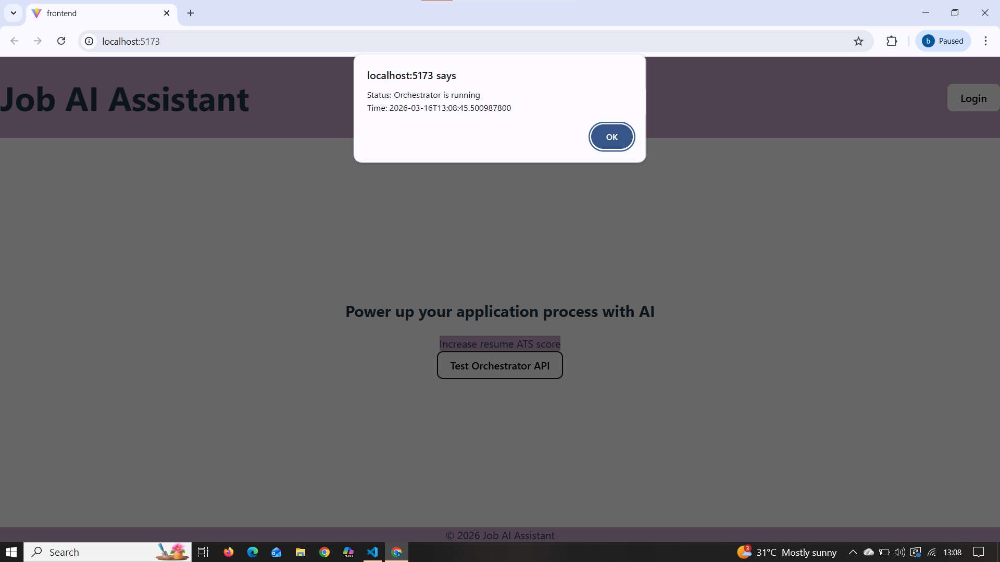 frontend
localhost:5173
b Paused
localhost:5173 says
Status: Orchestrator is running
Time: 2026-03-16T13:08:45.500987800
OK
Job AI Assistant
Login
Power up your application process with AI
Increase resume ATS score
Test Orchestrator API
© 2026 Job AI Assistant
Search
M365
3
31°C Mostly sunny
13:08